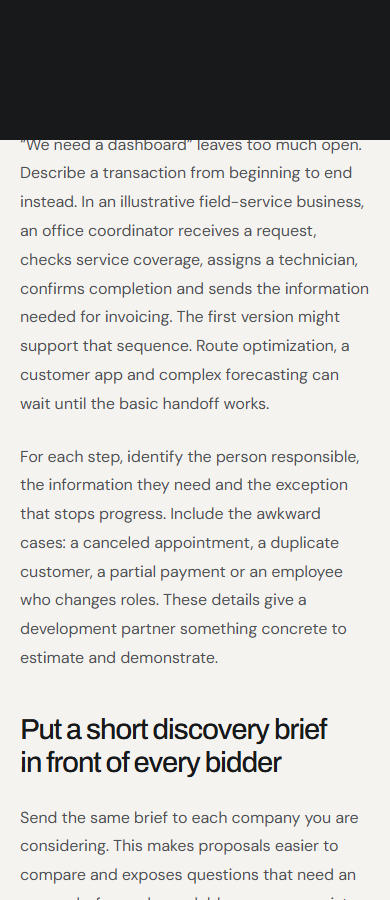 "We need a dashboard" leaves too much open.
Describe a transaction from beginning to end
instead. In an illustrative field-service business,
an office coordinator receives a request,
checks service coverage, assigns a technician,
confirms completion and sends the information
needed for invoicing. The first version might
support that sequence. Route optimization, a
customer app and complex forecasting can
wait until the basic handoff works.
For each step, identify the person responsible,
the information they need and the exception
that stops progress. Include the awkward
cases: a canceled appointment, a duplicate
customer, a partial payment or an employee
who changes roles. These details give a
development partner something concrete to
estimate and demonstrate.
Put a short discovery brief
in front of every bidder
Send the same brief to each company you are
considering. This makes proposals easier to
compare and exposes questions that need an